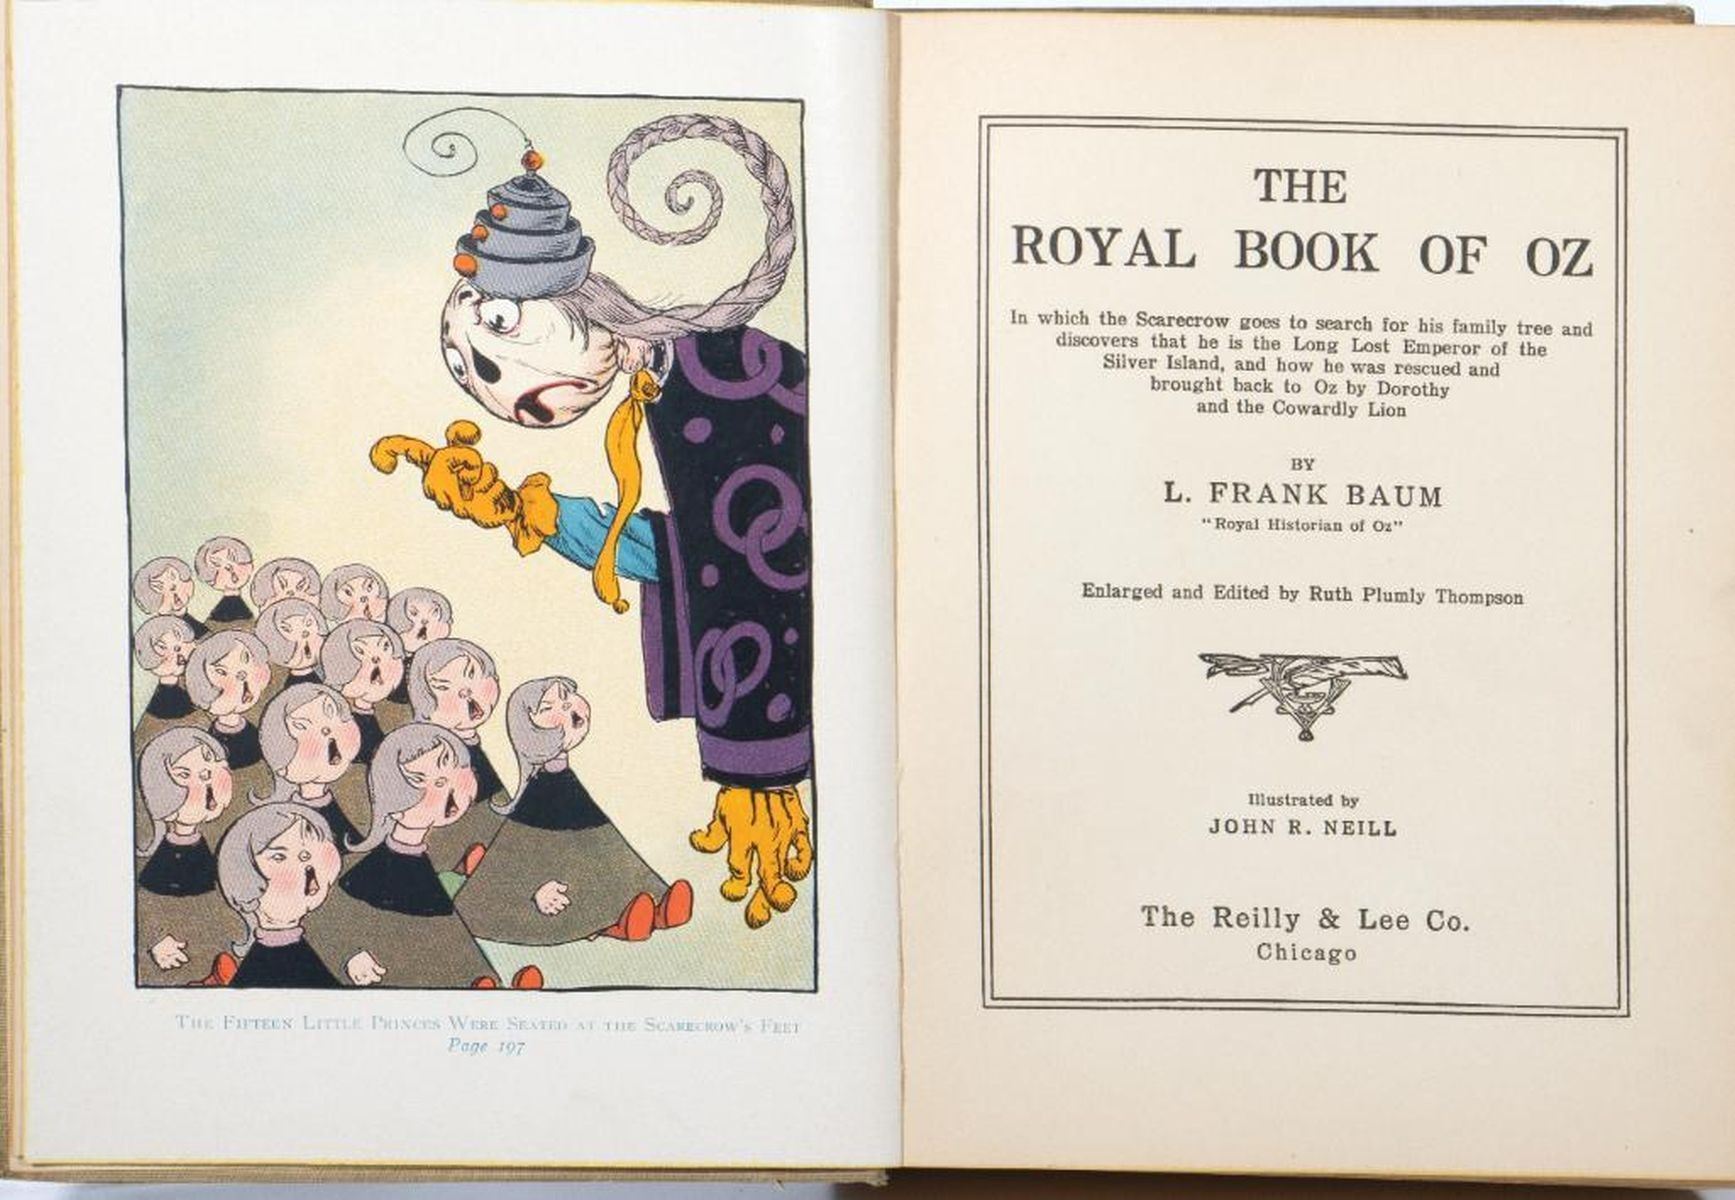 THE FIFTEEN LITTLE PRINCES WERE SEATED AT THE SCARECROW'S FEET
Page 197
THE
ROYAL BOOK OF OZ
In which the Scarecrow goes to search for his family tree and
discovers that he is the Long Lost Emperor of the
Silver Island, and how he was rescued and
brought back to Oz by Dorothy
and the Cowardly Lion
BY
L. FRANK BAUM
"Royal Historian of Oz"
Enlarged and Edited by Ruth Plumly Thompson
Illustrated by
JOHN R. NEILL
The Reilly & Lee Co.
Chicago